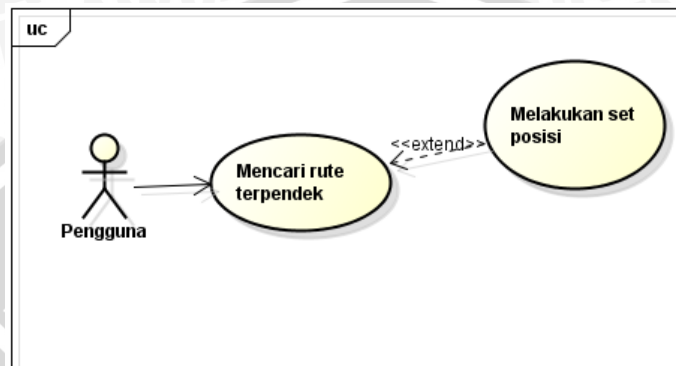 uc
Pengguna
Mencari rute
terpendek
<<extend>>
Melakukan set
posisi